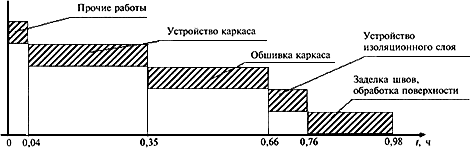 Прочие работы
Устройство каркаса
Обшивка каркаса
Устройство
изоляционного слоя
Заделка швов,
обработка поверхности
0 0,04 0,35 0,66 0,76 0,98 t, ч